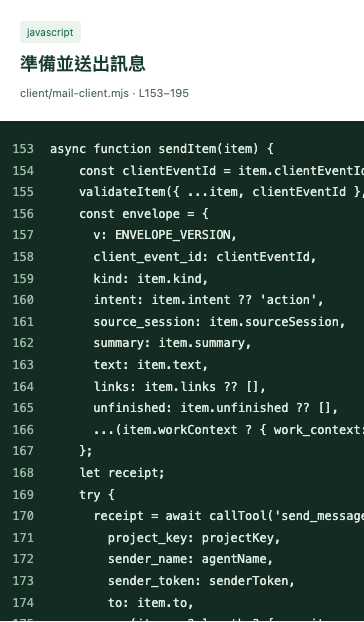 javascript
準備並送出訊息
client/mail-client.mjs · L153–195
153 async function sendItem(item) {
154 const clientEventId = item.clientEventId
155 validateItem({ ...item, clientEventId },
156 const envelope = {
157 v: ENVELOPE_VERSION,
158 client_event_id: clientEventId,
159 kind: item.kind,
160 intent: item.intent ?? 'action',
161 source_session: item.sourceSession,
162 summary: item.summary,
163 text: item.text,
164 links: item.links ?? [],
165 unfinished: item.unfinished ?? [],
166 ...(item.workContext ? { work_context:
167 };
168 let receipt;
169 try {
170 receipt = await callTool('send_message
171 project_key: projectKey,
172 sender_name: agentName,
173 sender_token: senderToken,
174 to: item.to,